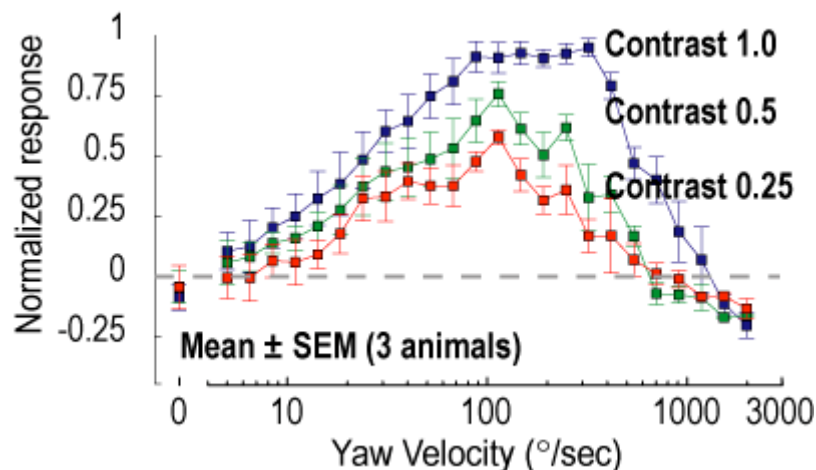 Normalized response
1
0.75
0.5
0.25
0
-0.25
Contrast 1.0
Contrast 0.5
Contrast 0.25
Mean ± SEM (3 animals)
0 10 100 1000 3000
Yaw Velocity (°/sec)